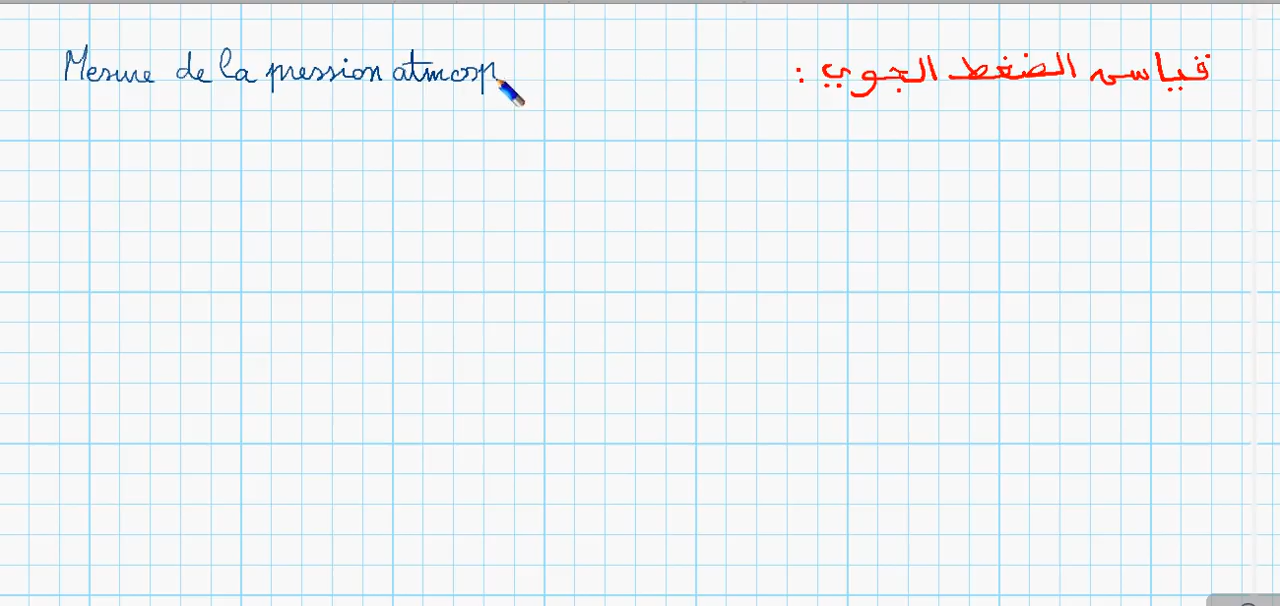 Mesure de la pression atmosp
قياس الضغط الجوي :